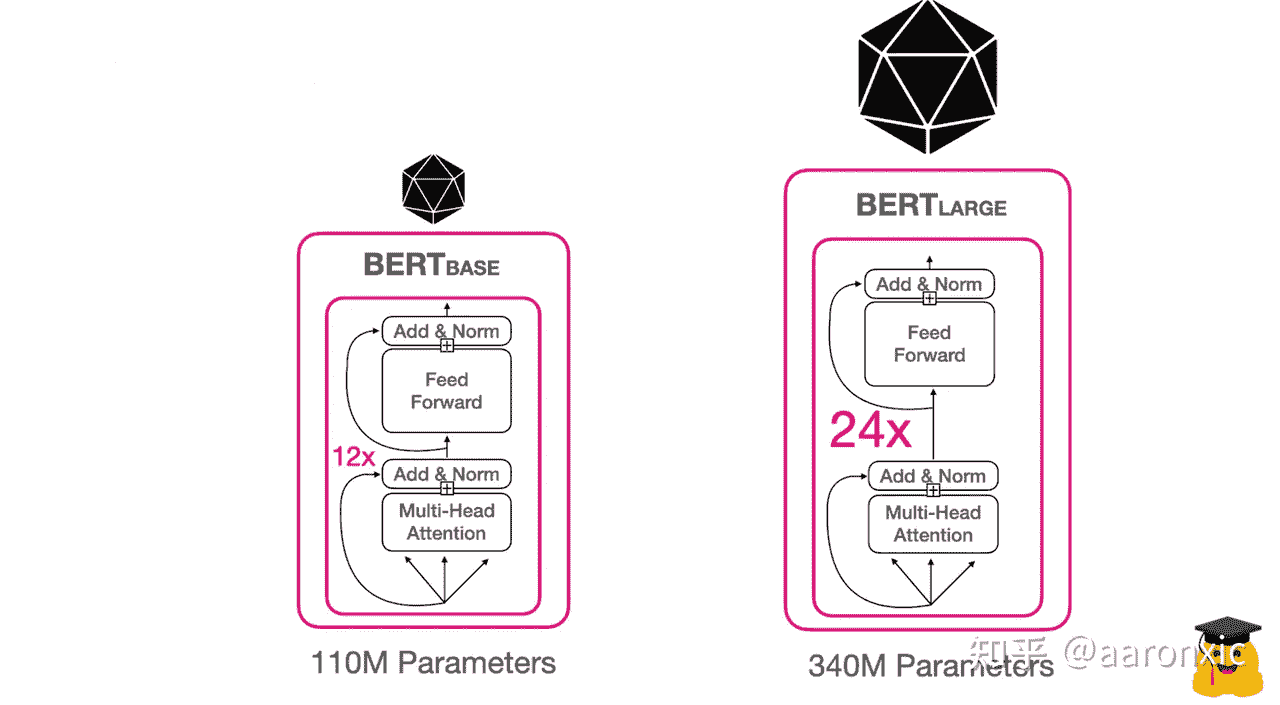 BERTBASE
Add & Norm
Feed
Forward
12x
Add & Norm
Multi-Head
Attention
110M Parameters
BERTLARGE
Add & Norm
Feed
Forward
24x
Add & Norm
Multi-Head
Attention
340M Parameters
知乎 @aaronxic